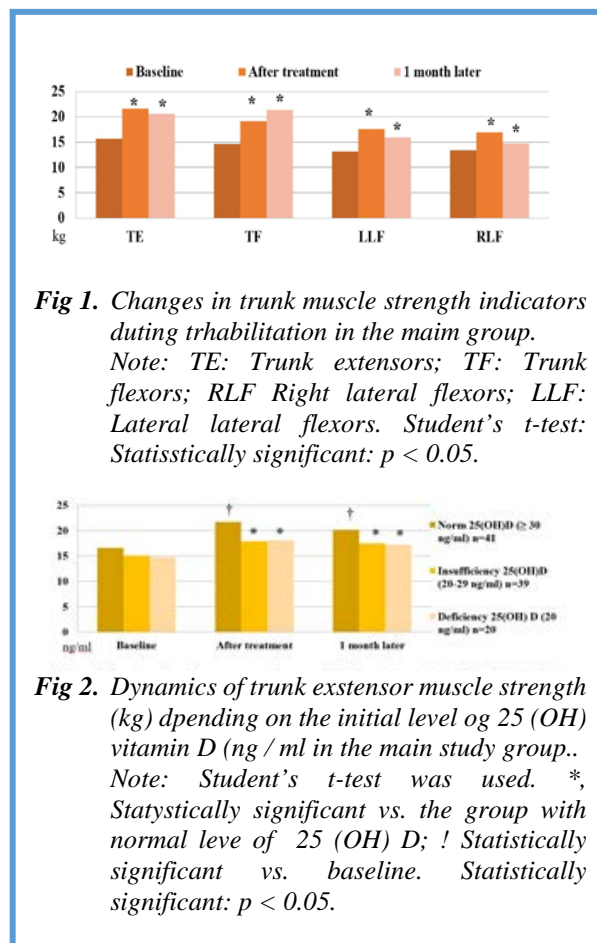 Baseline After treatment 1 month later
25
20
15
10
5
0
kg
* * * * * * * *
TE TF LLF RLF
Fig 1. Changes in trunk muscle strength indicators
duting trhabilitation in the maim group.
Note: TE: Trunk extensors; TF: Trunk
flexors; RLF Right lateral flexors; LLF:
Lateral lateral flexors. Student's t-test:
Statisstically significant: p < 0.05.
25
20
15
10
5
0
ng/ml
† * * † * *
Baseline After treatment 1 month later
Norm 25(OH)D (≥ 30
ng/ml) n=41
Insufficiency 25(OH)D
(20-29 ng/ml) n=39
Deficiency 25(OH) D (20
ng/ml) n=20
Fig 2. Dynamics of trunk exstensor muscle strength
(kg) dpending on the initial level og 25 (OH)
vitamin D (ng / ml in the main study group..
Note: Student's t-test was used. *,
Statystically significant vs. the group with
normal leve of 25 (OH) D; ! Statistically
significant vs. baseline. Statistically
significant: p < 0.05.